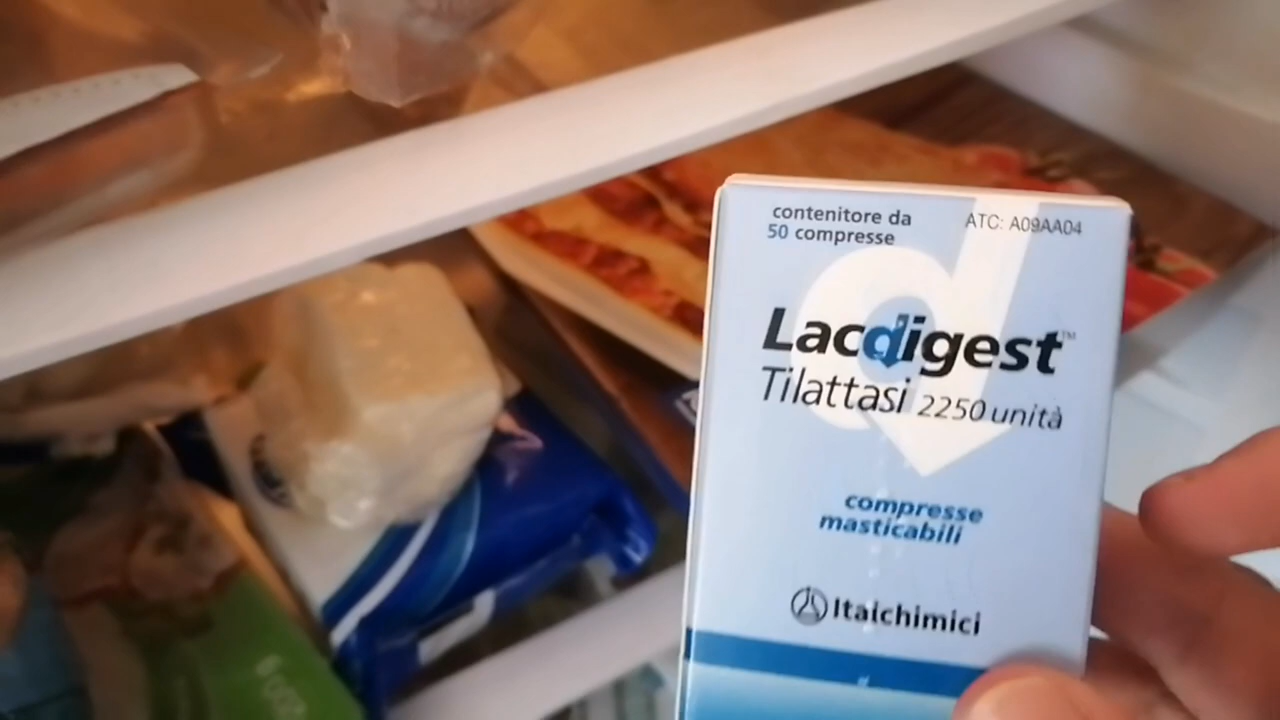 contenitore da
50 compresse
ATC: A09AA04
Lacdigest™
Tilattasi 2250 unità
compresse
masticabili
Italchimici